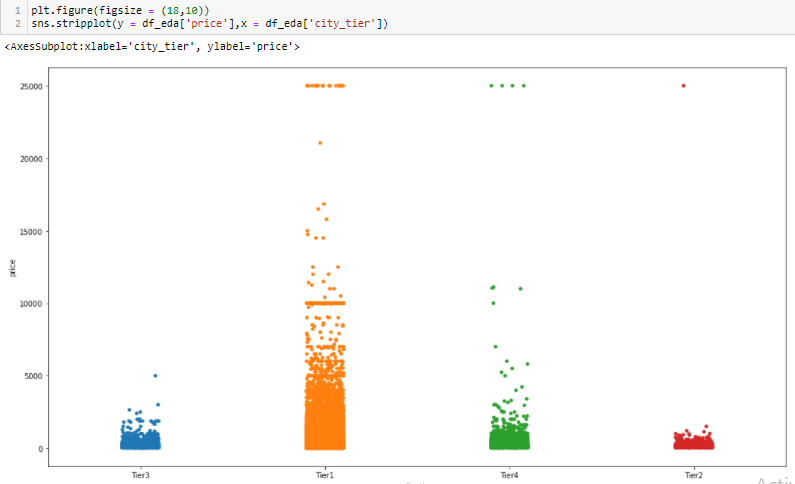 1 plt.figure(figsize = (18,10))
2 sns.stripplot(y = df_eda['price'],x = df_eda['city_tier'])
<AxesSubplot:xlabel='city_tier', ylabel='price'>
25000
20000
15000
10000
5000
0
price
Tier3 Tier1 Tier4 Tier2